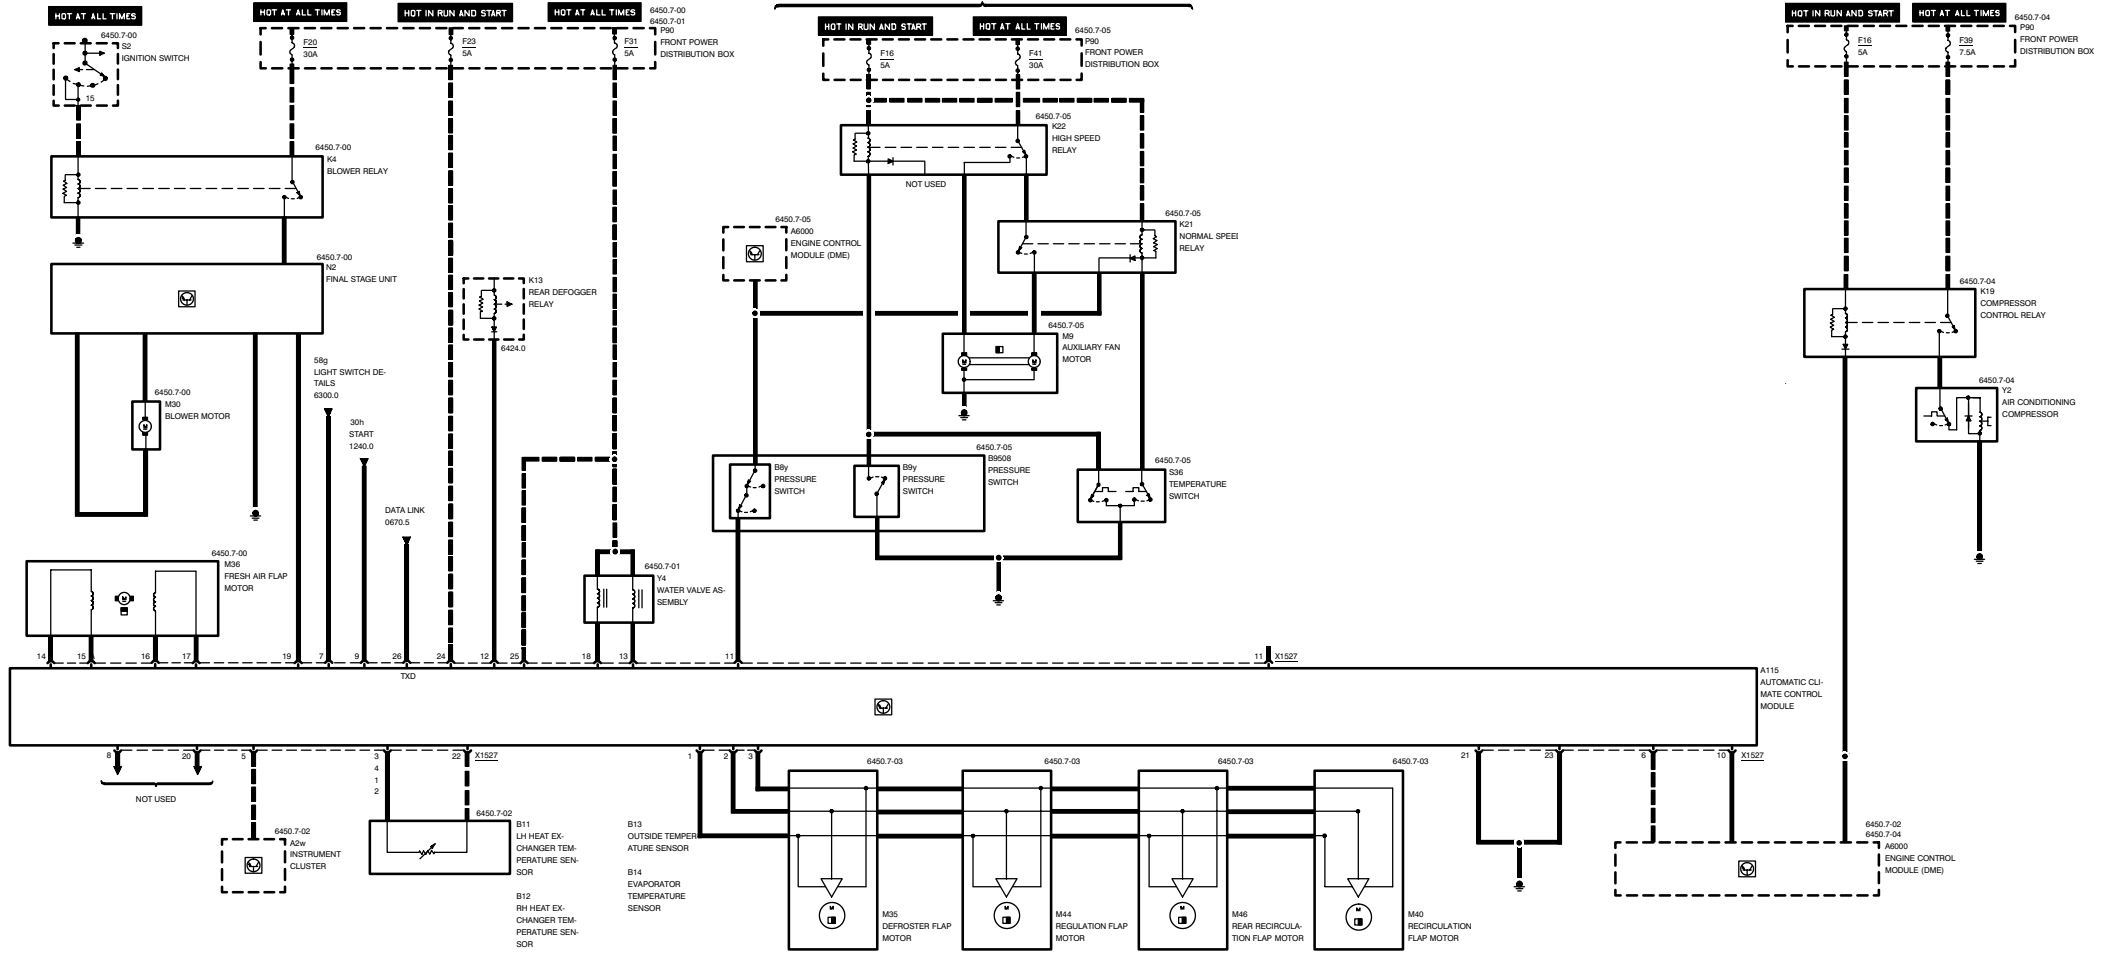 HOT AT ALL TIMES
6450.7-00
S2
IGNITION SWITCH
15
HOT AT ALL TIMES
HOT IN RUN AND START
HOT AT ALL TIMES
6450.7-00
6450.7-01
P90
FRONT POWER
DISTRIBUTION BOX
F20
30A
F23
5A
F31
5A
HOT IN RUN AND START
HOT AT ALL TIMES
6450.7-05
P90
FRONT POWER
DISTRIBUTION BOX
F16
5A
F41
30A
HOT IN RUN AND START
HOT AT ALL TIMES
6450.7-04
P90
FRONT POWER
DISTRIBUTION BOX
F16
5A
F39
7.5A
6450.7-00
K4
BLOWER RELAY
6450.7-05
K22
HIGH SPEED
RELAY
NOT USED
6450.7-05
A6000
ENGINE CONTROL
MODULE (DME)
6450.7-05
K21
NORMAL SPEE
RELAY
6450.7-00
N2
FINAL STAGE UNIT
K13
REAR DEFOGGER
RELAY
6424.0
6450.7-04
K19
COMPRESSOR
CONTROL RELAY
6450.7-05
M9
AUXILIARY FAN
MOTOR
M
M
58g
LIGHT SWITCH DE-
TAILS
6300.0
6450.7-00
M30
BLOWER MOTOR
M
30h
START
1240.0
6450.7-04
Y2
AIR CONDITIONING
COMPRESSOR
6450.7-05
B9508
PRESSURE
SWITCH
B8y
PRESSURE
SWITCH
B9y
PRESSURE
SWITCH
6450.7-05
S36
TEMPERATURE
SWITCH
DATA LINK
0670.5
6450.7-00
M36
FRESH AIR FLAP
MOTOR
M
6450.7-01
Y4
WATER VALVE AS-
SEMBLY
14
15
16
17
19
7
9
26
24
12
25
18
13
11
11
X1527
TXD
A115
AUTOMATIC CLI-
MATE CONTROL
MODULE
8
20
5
3
22
X1527
1
2
3
21
23
6
10
X1527
4
1
2
NOT USED
6450.7-02
A2w
INSTRUMENT
CLUSTER
6450.7-02
B11
LH HEAT EX-
CHANGER TEM-
PERATURE SEN-
SOR
B12
RH HEAT EX-
CHANGER TEM-
PERATURE SEN-
SOR
B13
OUTSIDE TEMPER
ATURE SENSOR
B14
EVAPORATOR
TEMPERATURE
SENSOR
6450.7-03
M
M35
DEFROSTER FLAP
MOTOR
6450.7-03
M
M44
REGULATION FLAP
MOTOR
6450.7-03
M
M46
REAR RECIRCULA-
TION FLAP MOTOR
6450.7-03
M
M40
RECIRCULATION
FLAP MOTOR
6450.7-02
6450.7-04
A6000
ENGINE CONTROL
MODULE (DME)